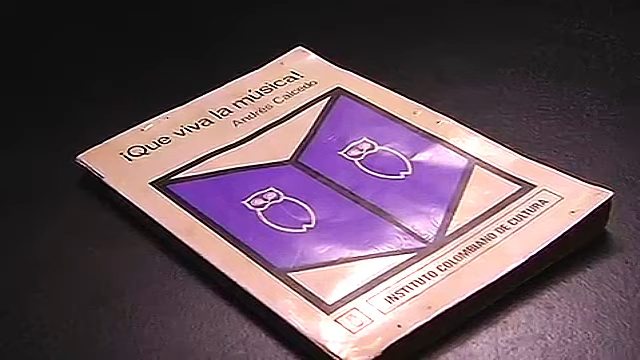 ¡Que viva la música!
Andrés Caicedo
INSTITUTO COLOMBIANO DE CULTURA